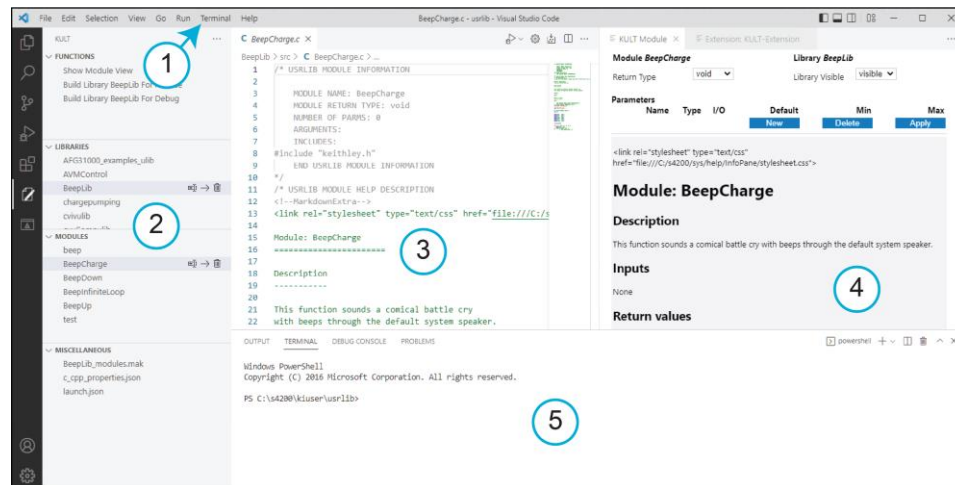 File Edit Selection View Go Run Terminal Help
BeepCharge.c - usrlib - Visual Studio Code
1
KULT
FUNCTIONS
Show Module View
Build Library BeepLib For
Build Library BeepLib For Debug
LIBRARIES
AFG31000_examples_ulib
AVMControl
BeepLib
chargepumping
cvivulib
2
MODULES
beep
BeepCharge
BeepDown
BeepInfiniteLoop
BeepUp
test
MISCELLANEOUS
BeepLib_modules.mak
c_cpp_properties.json
launch.json
C BeepCharge.c
BeepLib > src > C BeepCharge.c > ...
1 /* USRLIB MODULE INFORMATION
2
3 MODULE NAME: BeepCharge
4 MODULE RETURN TYPE: void
5 NUMBER OF PARMS: 0
6 ARGUMENTS:
7 INCLUDES:
8 #include "keithley.h"
9 END USRLIB MODULE INFORMATION
10 */
11 /* USRLIB MODULE HELP DESCRIPTION
12 <!--MarkdownExtra-->
13 <link rel="stylesheet" type="text/css" href="file:///C:/s
14
15 Module: BeepCharge
16 =======================
17
18 Description
19 -----------
20
21 This function sounds a comical battle cry
22 with beeps through the default system speaker.
3
KULT Module
Extension: KULT-Extension
Module BeepCharge Library BeepLib
Return Type void Library Visible visible
Parameters
Name Type I/O Default Min Max
New Delete Apply
<link rel="stylesheet" type="text/css"
href="file:///C:/s4200/sys/help/InfoPane/stylesheet.css">
Module: BeepCharge
Description
This function sounds a comical battle cry with beeps through the default system speaker.
Inputs
None
Return values
4
OUTPUT TERMINAL DEBUG CONSOLE PROBLEMS
powershell
Windows PowerShell
Copyright (C) 2016 Microsoft Corporation. All rights reserved.
PS C:\s4200\kiuser\usrlib>
5